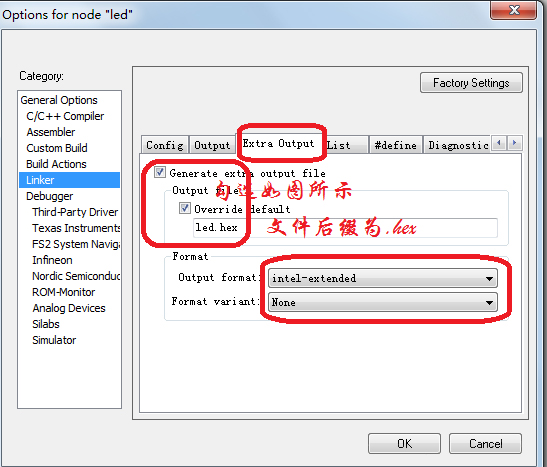 Options for node "led"
Category:
General Options
C/C++ Compiler
Assembler
Custom Build
Build Actions
Linker
Debugger
Third-Party Driver
Texas Instruments
FS2 System Naviga
Infineon
Nordic Semiconduc
ROM-Monitor
Analog Devices
Silabs
Simulator
Factory Settings
Config Output Extra Output List #define Diagnostic
Generate extra output file
Output file
勾选如图所示
Override default
led.hex 文件后缀为.hex
Format
Output format: intel-extended
Format variant: None
OK Cancel